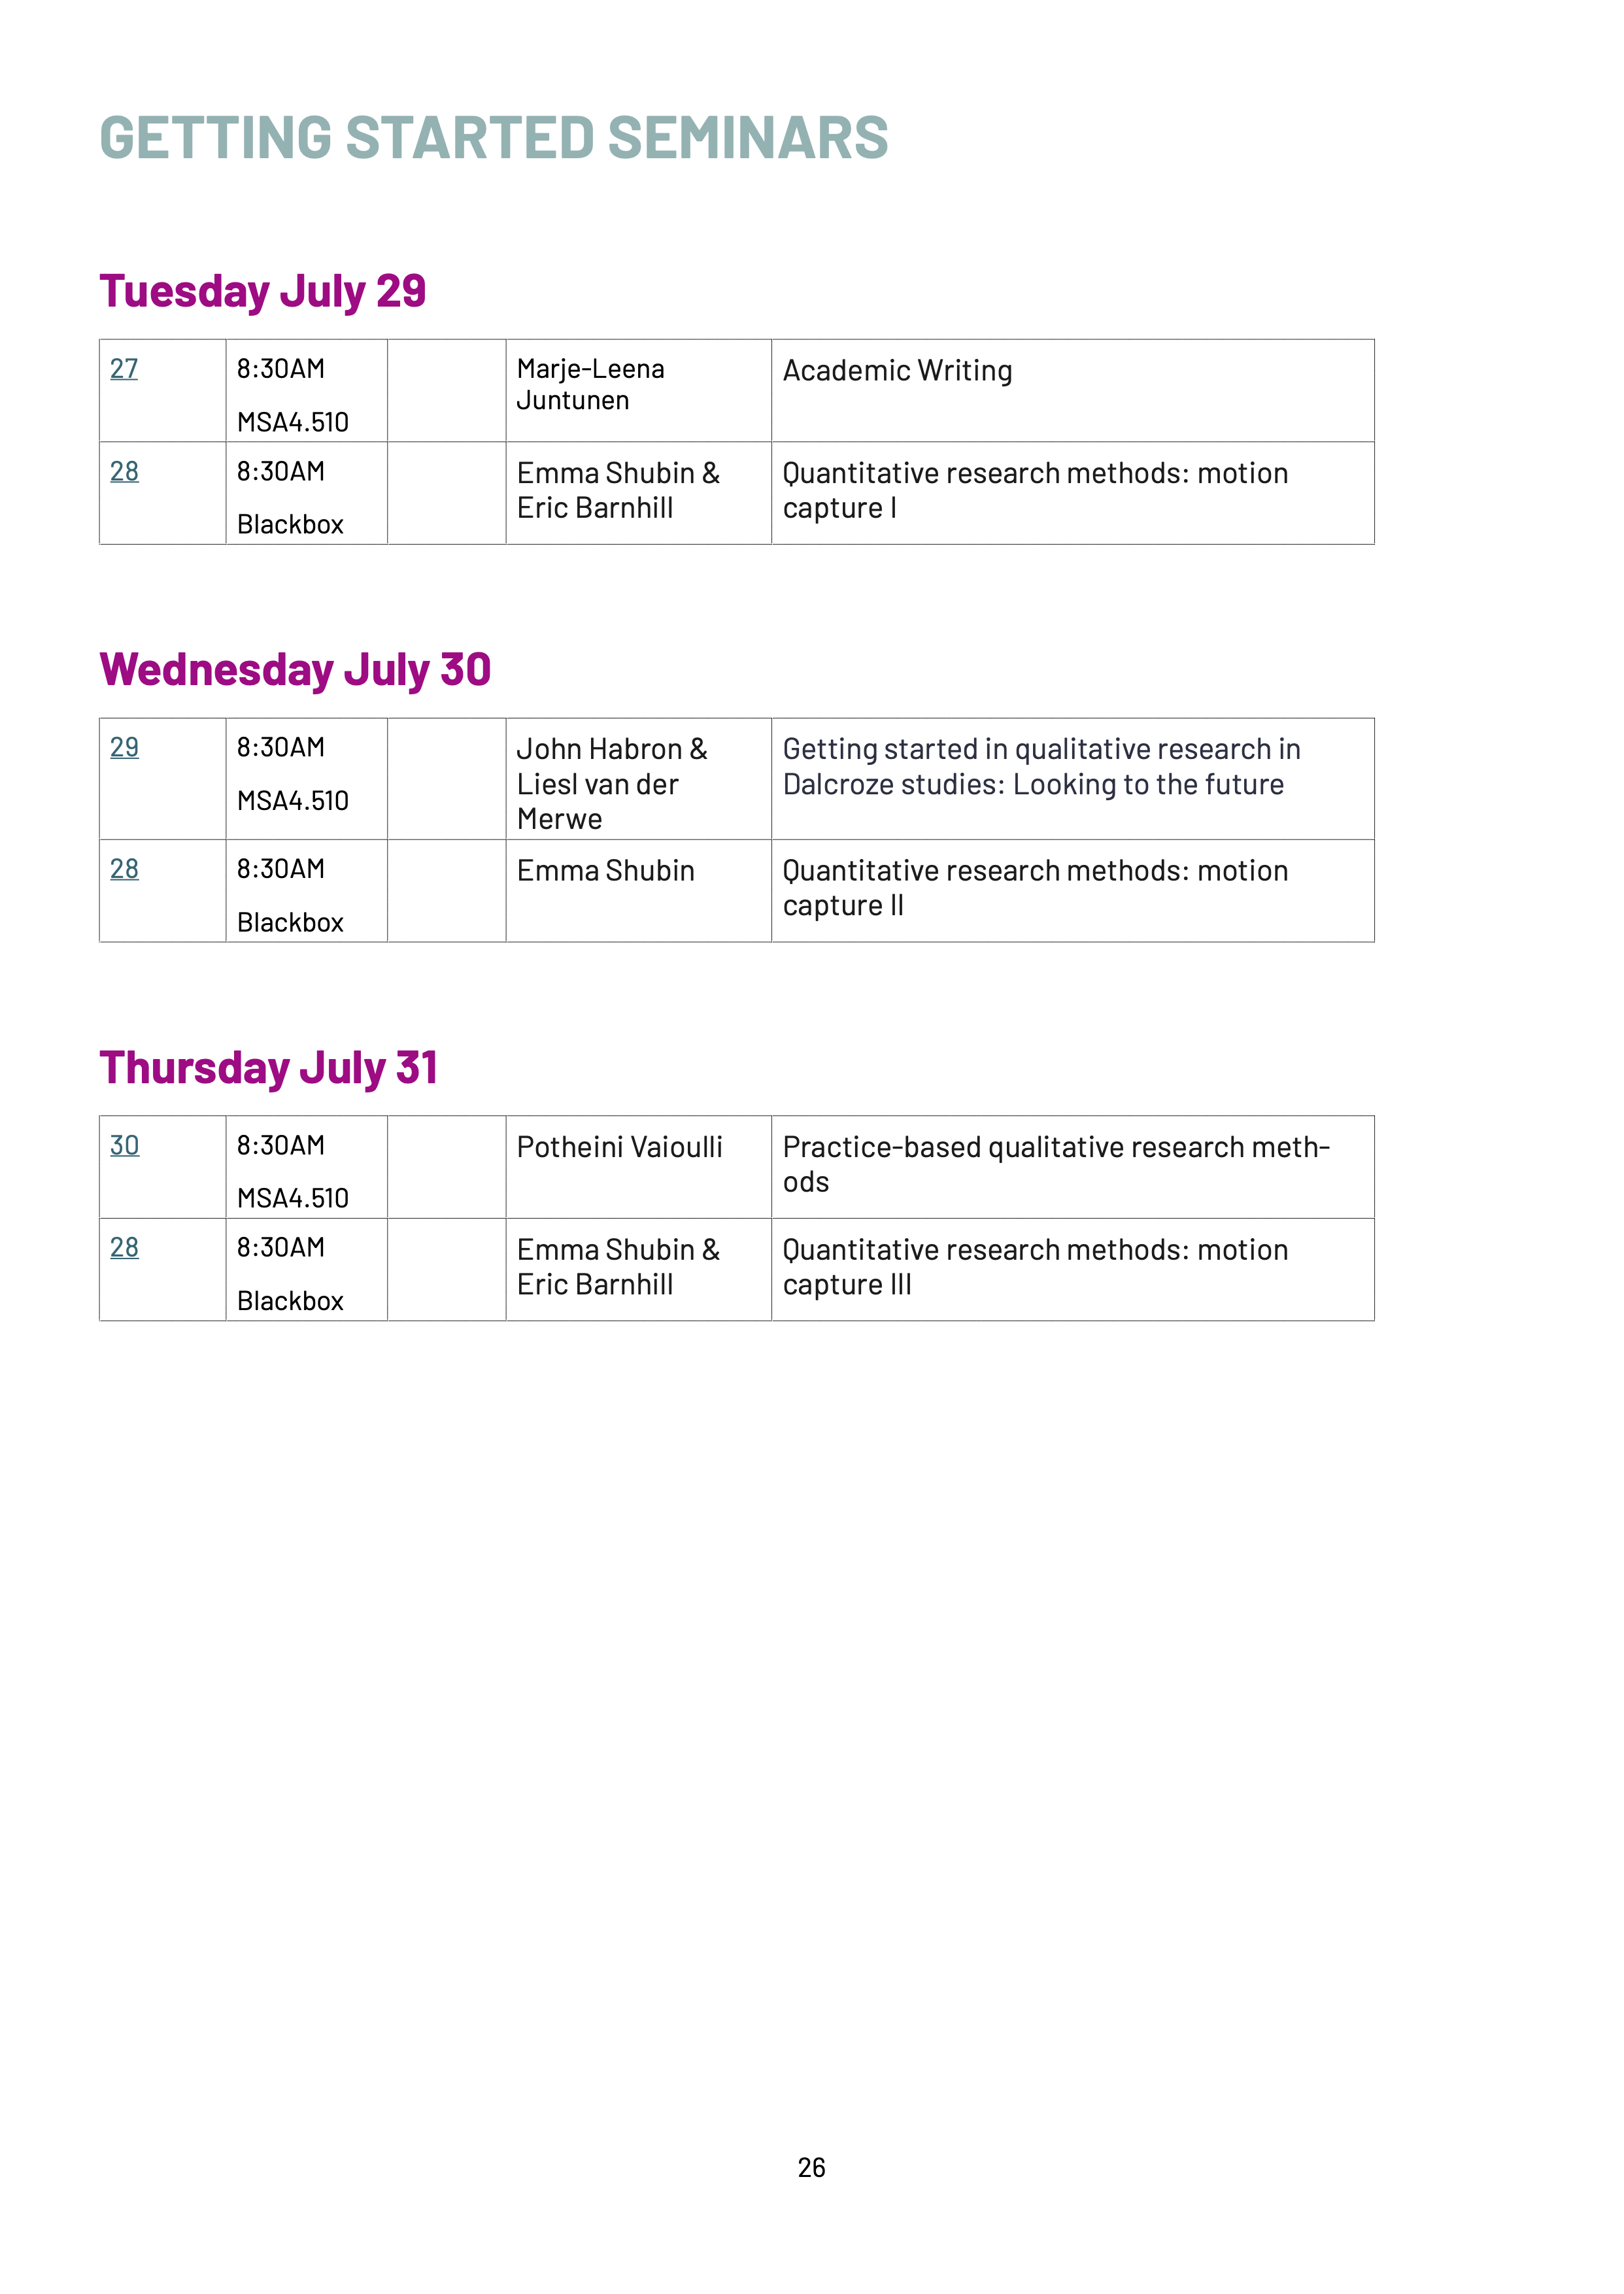 GETTING STARTED SEMINARS
Tuesday July 29
27
8:30AM
MSA4.510
Marje-Leena
Juntunen
Academic Writing
28
8:30AM
Blackbox
Emma Shubin &
Eric Barnhill
Quantitative research methods: motion
capture I
Wednesday July 30
29
8:30AM
MSA4.510
John Habron &
Liesl van der
Merwe
Getting started in qualitative research in
Dalcroze studies: Looking to the future
28
8:30AM
Blackbox
Emma Shubin
Quantitative research methods: motion
capture II
Thursday July 31
30
8:30AM
MSA4.510
Potheini Vaioulli
Practice-based qualitative research meth-
ods
28
8:30AM
Blackbox
Emma Shubin &
Eric Barnhill
Quantitative research methods: motion
capture III
26